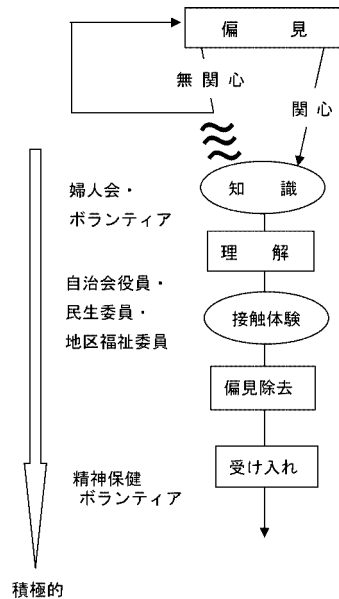 偏見
無関心
関心
知識
婦人会・
ボランティア
理解
自治会役員・
民生委員・
地区福祉委員
接触体験
偏見除去
受け入れ
精神保健
ボランティア
積極的